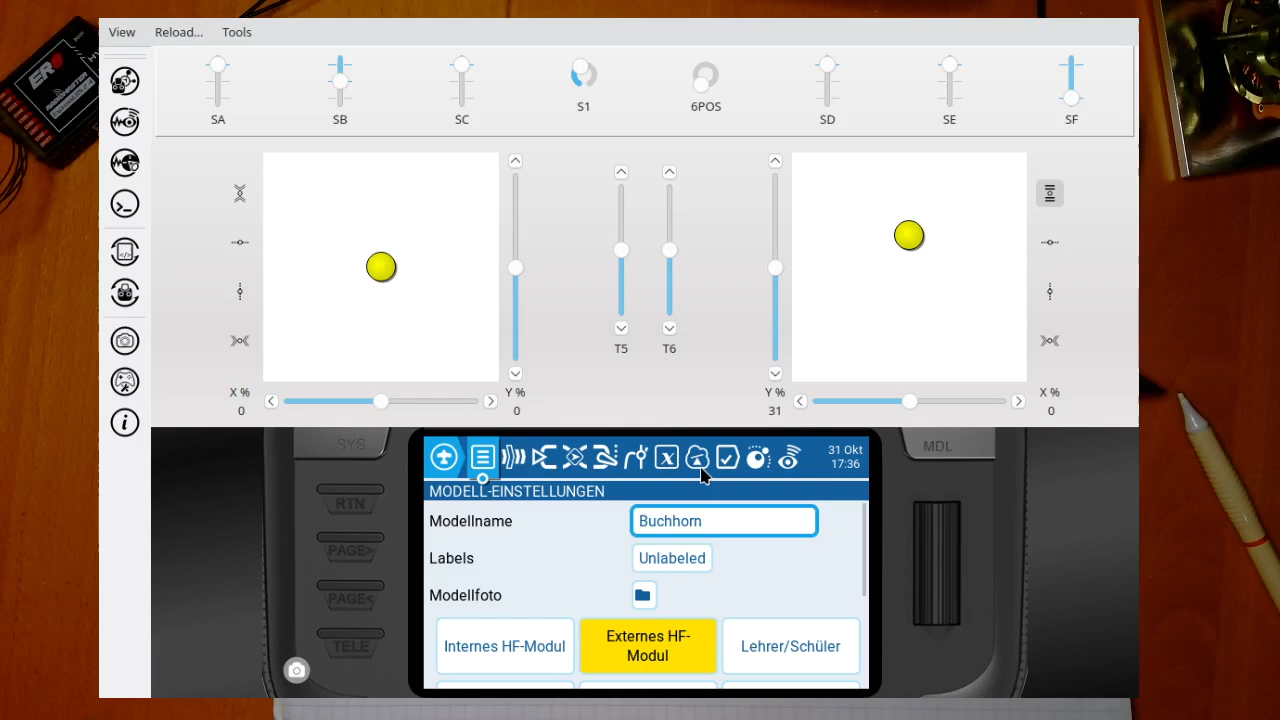 View Reload... Tools
ER
RADIOMASTER
SA SB SC S1 6POS SD SE SF
T5 T6
X % Y % Y % X %
0 0 31 0
SYS MDL
RTN
PAGE>
PAGE<
TELE
31 Okt
17:36
MODELL-EINSTELLUNGEN
Modellname Buchhorn
Labels Unlabeled
Modellfoto
Internes HF-Modul Externes HF-
Modul Lehrer/Schüler